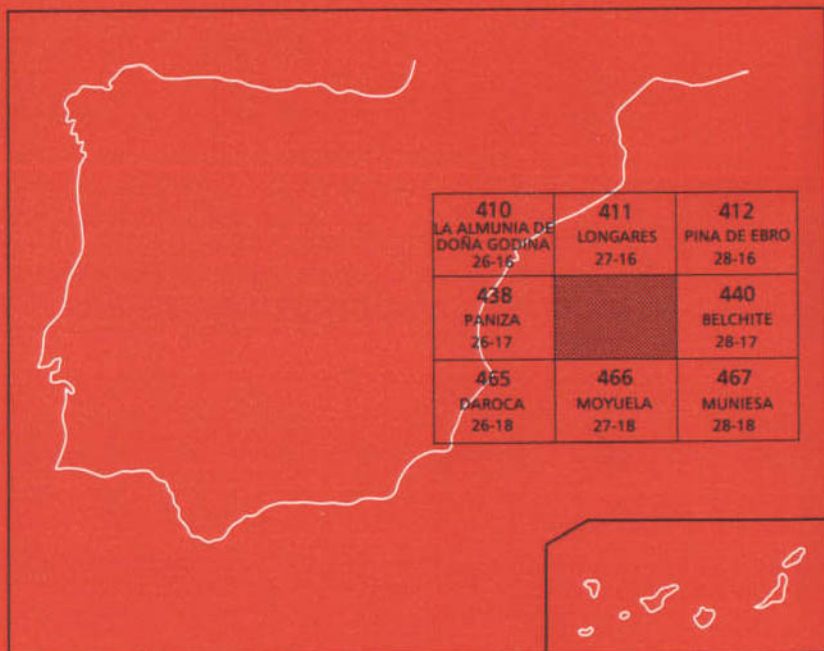 410
LA ALMUNIA DE
DOÑA GODINA
26-16
411
LONGARES
27-16
412
PINA DE EBRO
28-16
438
PANIZA
26-17
440
BELCHITE
28-17
465
DAROCA
26-18
466
MOYUELA
27-18
467
MUNIESA
28-18